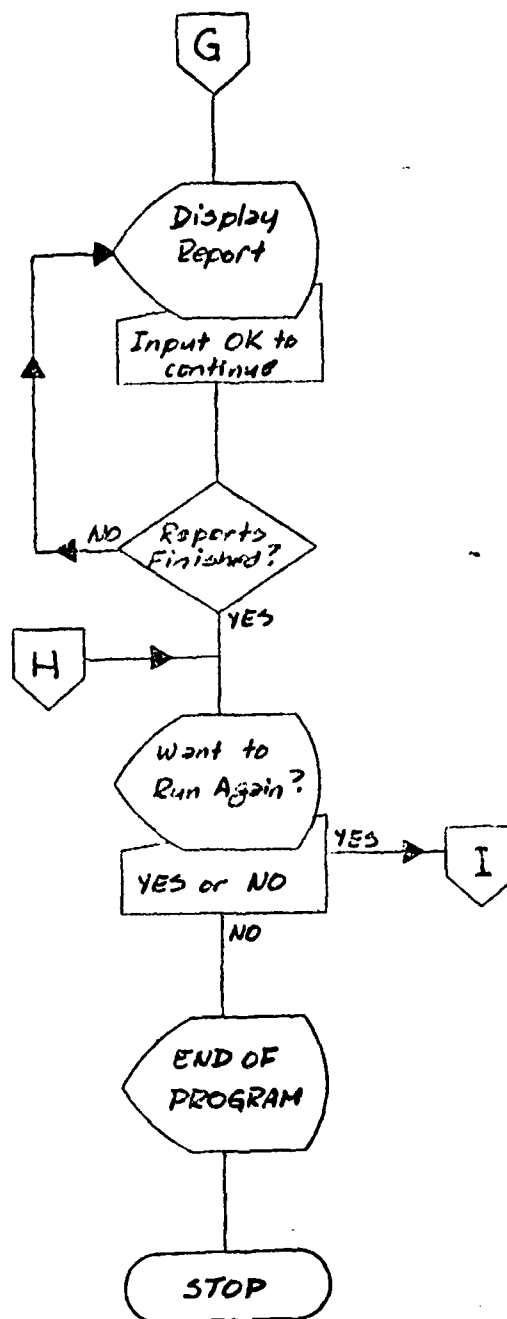 G
Display
Report
Input OK to
continue
NO
Reports
Finished?
YES
H
Want to
Run Again?
YES
I
YES or NO
NO
END OF
PROGRAM
STOP